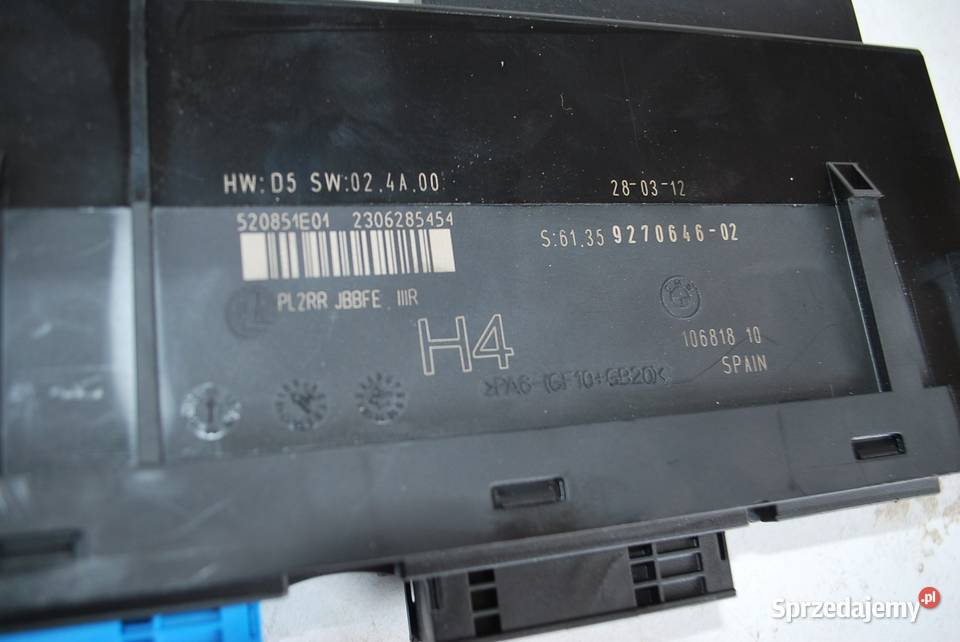 HW: D5 SW:02.4A.00
28-03-12
520851E01 2306285454
S:61.35 9270646-02
PL2RR JBBFE IIIR
H4
106818 10
SPAIN
>PA6-(GF10+GB20)<
Sprzedajemy.pl